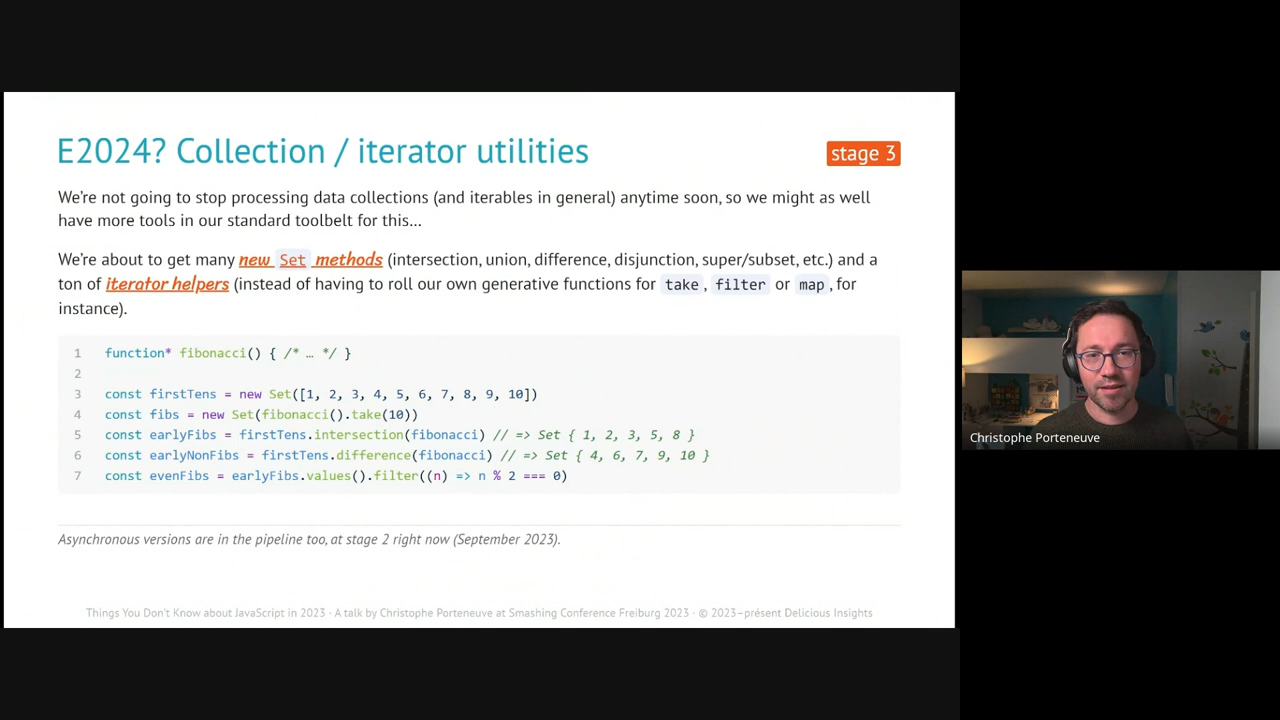 E2024? Collection / iterator utilities
stage 3
We're not going to stop processing data collections (and iterables in general) anytime soon, so we might as well
have more tools in our standard toolbelt for this…
We're about to get many new Set methods (intersection, union, difference, disjunction, super/subset, etc.) and a
ton of iterator helpers (instead of having to roll our own generative functions for take, filter or map, for
instance).
1 function* fibonacci() { /* … */ }
2
3 const firstTens = new Set([1, 2, 3, 4, 5, 6, 7, 8, 9, 10])
4 const fibs = new Set(fibonacci().take(10))
5 const earlyFibs = firstTens.intersection(fibonacci) // => Set { 1, 2, 3, 5, 8 }
6 const earlyNonFibs = firstTens.difference(fibonacci) // => Set { 4, 6, 7, 9, 10 }
7 const evenFibs = earlyFibs.values().filter((n) => n % 2 === 0)
Asynchronous versions are in the pipeline too, at stage 2 right now (September 2023).
Things You Don't Know about JavaScript in 2023 · A talk by Christophe Porteneuve at Smashing Conference Freiburg 2023 · © 2023–présent Delicious Insights
Christophe Porteneuve